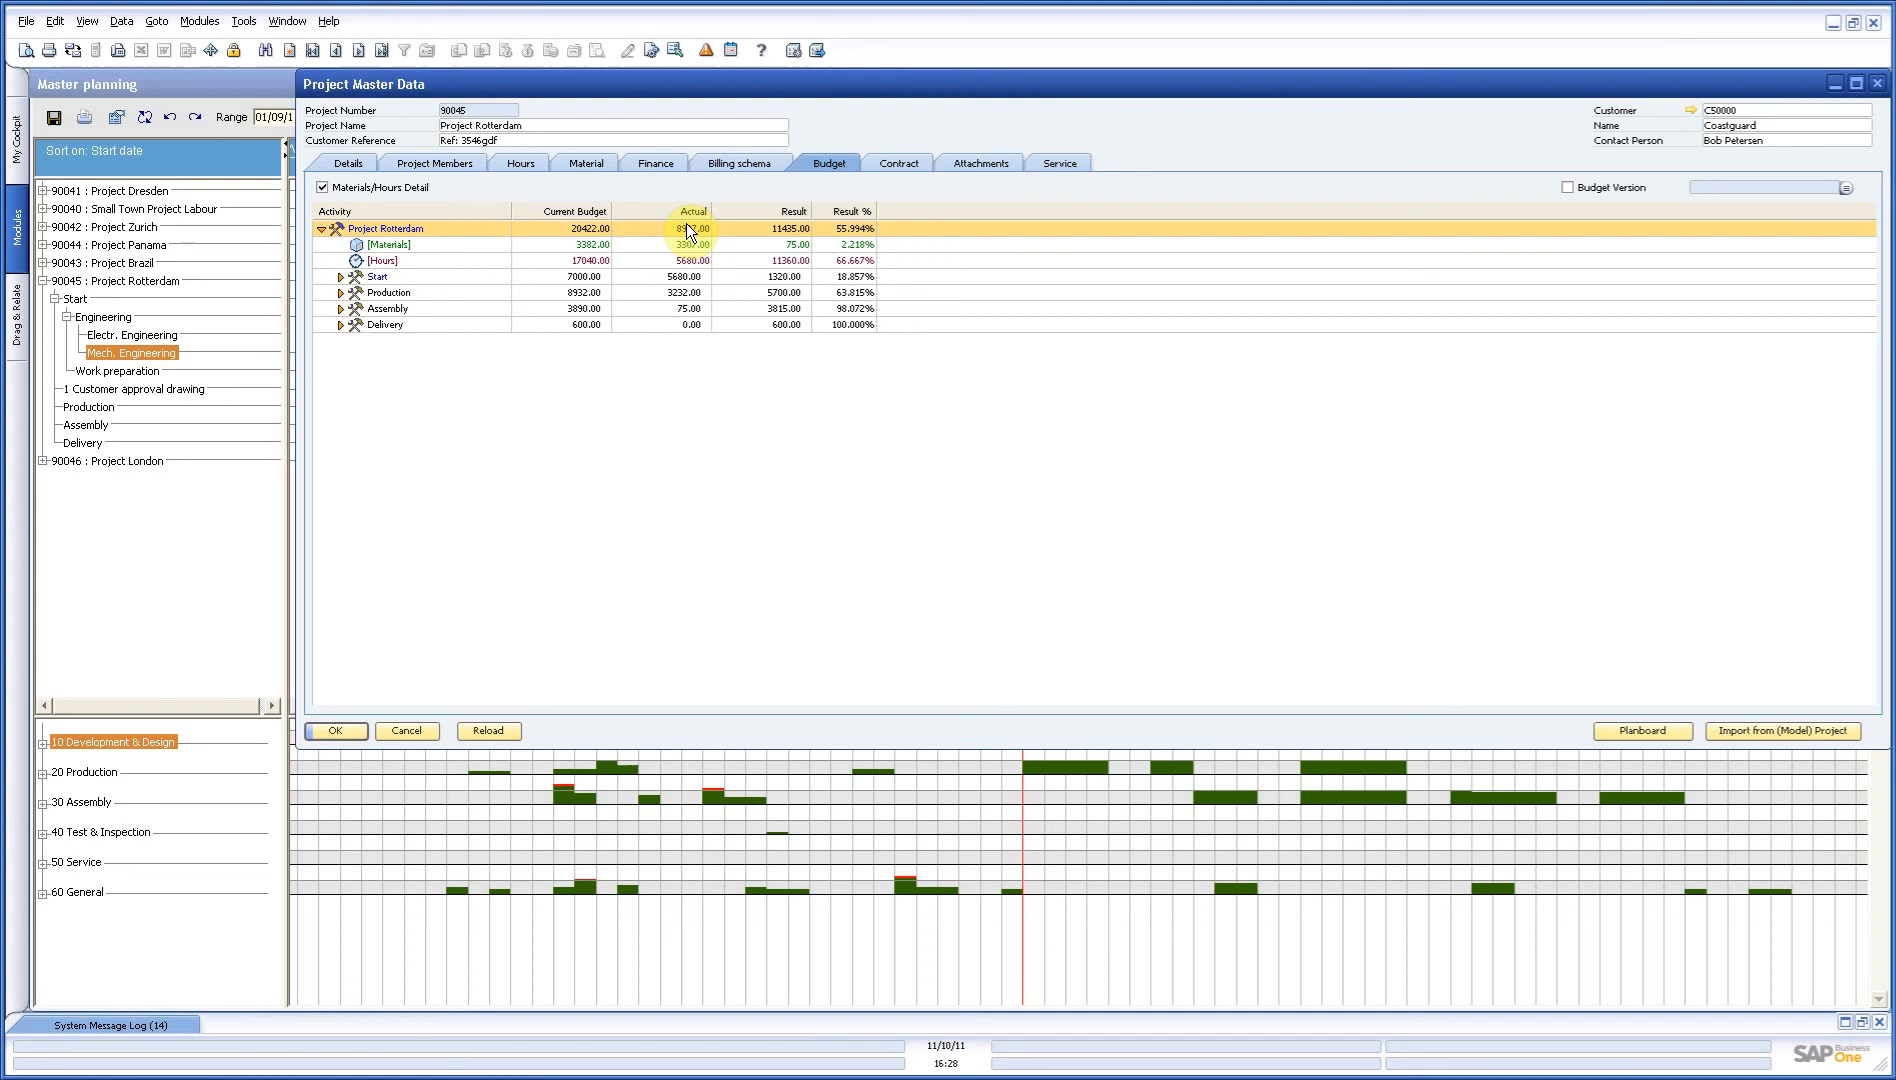 File Edit View Data Goto Modules Tools Window Help
Master planning
Range 01/09/1
Sort on: Start date
My Cockpit
Modules
Drag & Relate
90041 : Project Dresden
90040 : Small Town Project Labour
90042 : Project Zurich
90044 : Project Panama
90043 : Project Brazil
90045 : Project Rotterdam
Start
Engineering
Electr. Engineering
Mech. Engineering
Work preparation
1 Customer approval drawing
Production
Assembly
Delivery
90046 : Project London
Project Master Data
Project Number 90045
Project Name Project Rotterdam
Customer Reference Ref: 3546gdf
Customer C50000
Name Coastguard
Contact Person Bob Petersen
Details Project Members Hours Material Finance Billing schema Budget Contract Attachments Service
Materials/Hours Detail
Budget Version
Activity Current Budget Actual Result Result %
Project Rotterdam 20422.00 11435.00 55.994%
[Materials] 3382.00 75.00 2.218%
[Hours] 17040.00 5680.00 11360.00 66.667%
Start 7000.00 5680.00 1320.00 18.857%
Production 8932.00 3232.00 5700.00 63.815%
Assembly 3890.00 75.00 3815.00 98.072%
Delivery 600.00 0.00 600.00 100.000%
OK Cancel Reload Planboard Import from (Model) Project
10 Development & Design
20 Production
30 Assembly
40 Test & Inspection
50 Service
60 General
System Message Log (14)
11/10/11
16:28
SAP Business One